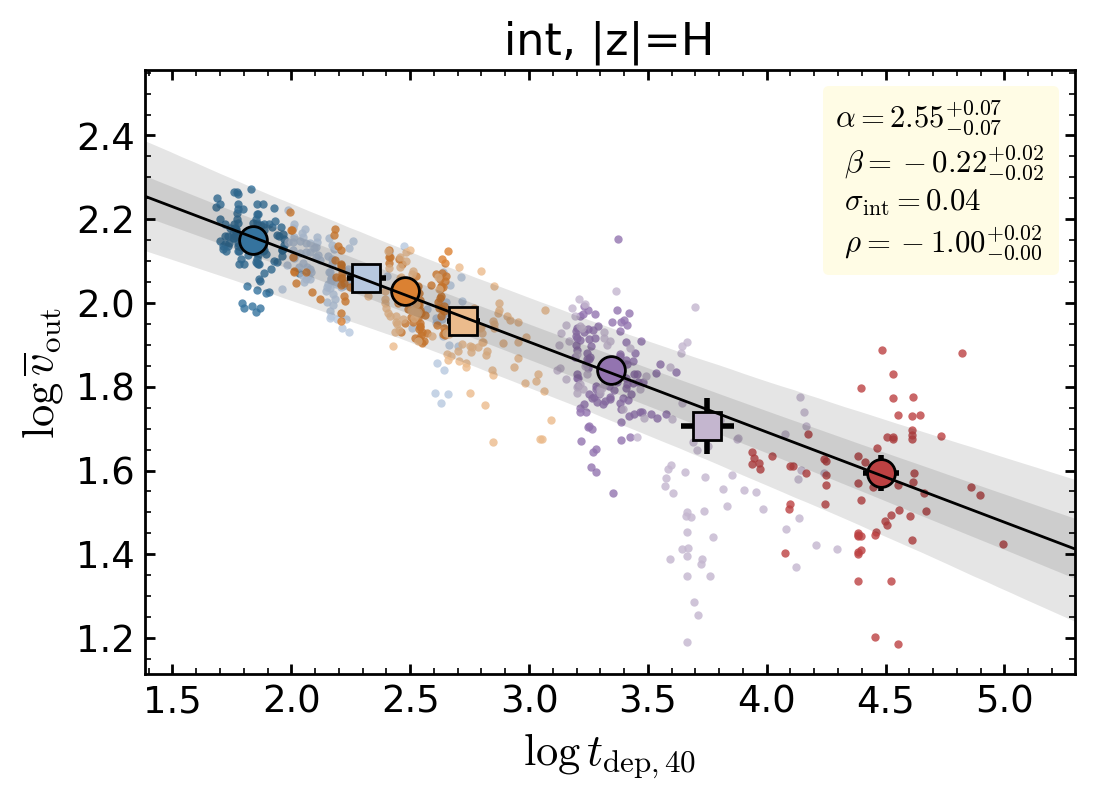 int, |z|=H
α = 2.55 +0.07 −0.07
β = − 0.22 +0.02 −0.02
σ int = 0.04
ρ = − 1.00 +0.02 −0.00
log v̅ out
2.4
2.2
2.0
1.8
1.6
1.4
1.2
1.5 2.0 2.5 3.0 3.5 4.0 4.5 5.0
log t dep, 40